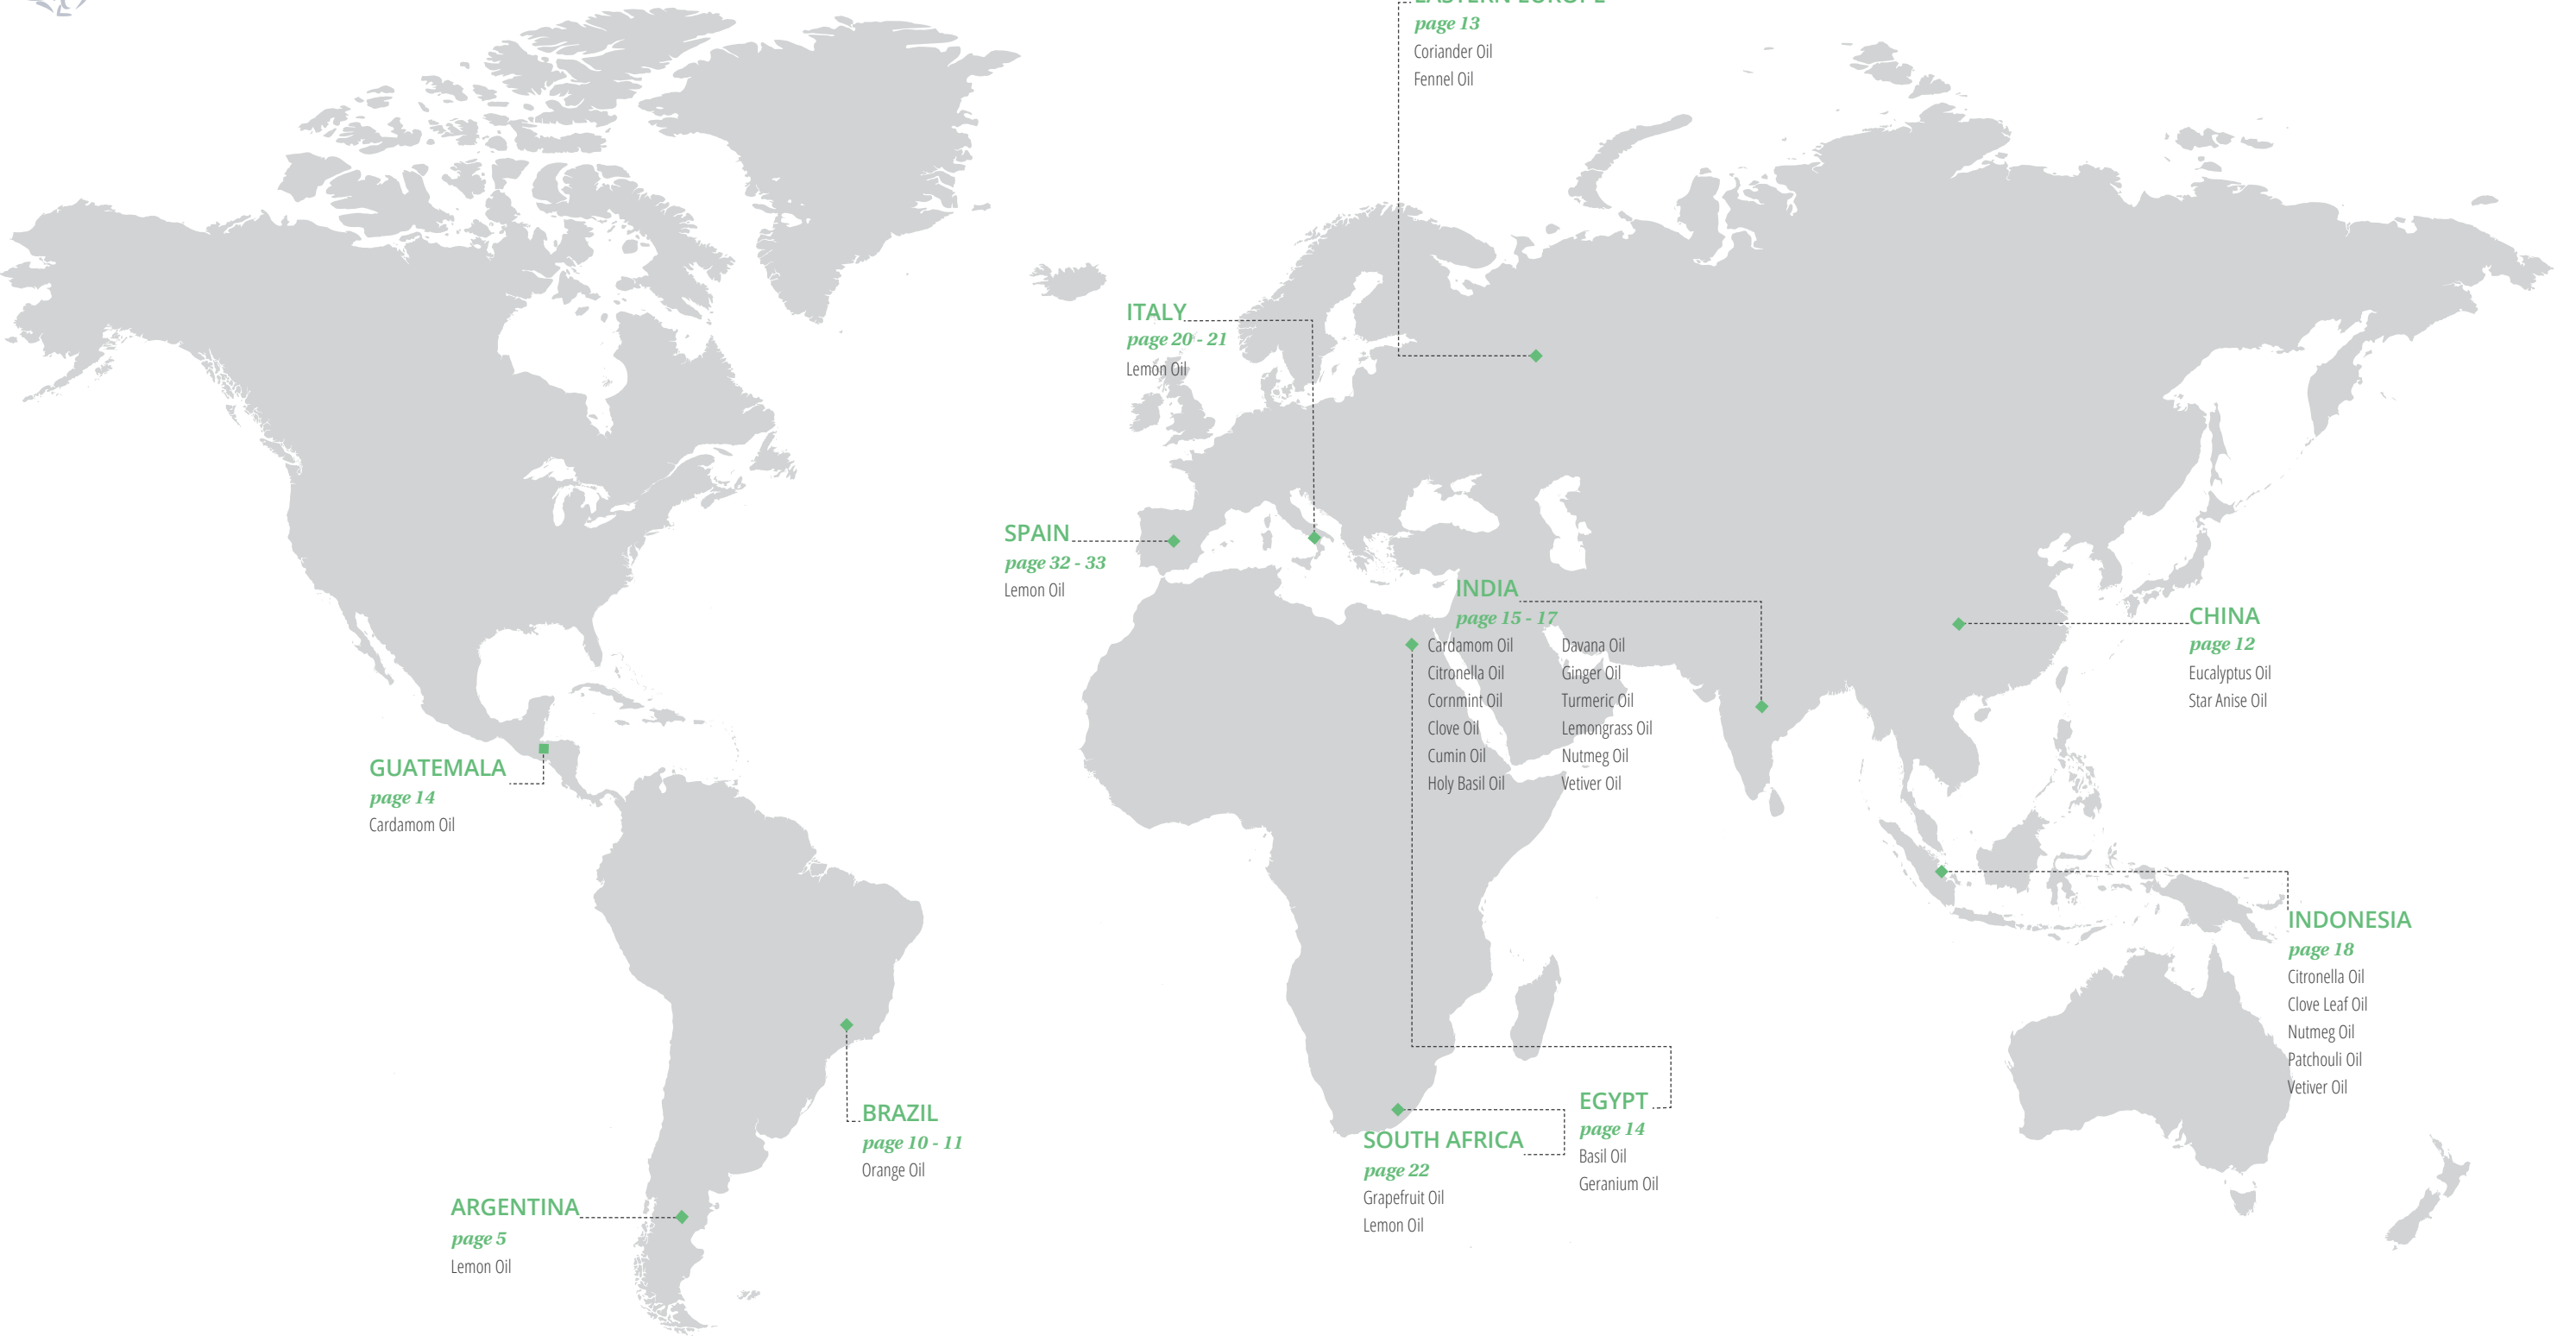 EASTERN EUROPE
page 13
Coriander Oil
Fennel Oil
ITALY
page 20 - 21
Lemon Oil
SPAIN
page 32 - 33
Lemon Oil
INDIA
page 15 - 17
Cardamom Oil
Citronella Oil
Cornmint Oil
Clove Oil
Cumin Oil
Holy Basil Oil
Davana Oil
Ginger Oil
Turmeric Oil
Lemongrass Oil
Nutmeg Oil
Vetiver Oil
CHINA
page 12
Eucalyptus Oil
Star Anise Oil
GUATEMALA
page 14
Cardamom Oil
INDONESIA
page 18
Citronella Oil
Clove Leaf Oil
Nutmeg Oil
Patchouli Oil
Vetiver Oil
BRAZIL
page 10 - 11
Orange Oil
EGYPT
page 14
Basil Oil
Geranium Oil
SOUTH AFRICA
page 22
Grapefruit Oil
Lemon Oil
ARGENTINA
page 5
Lemon Oil